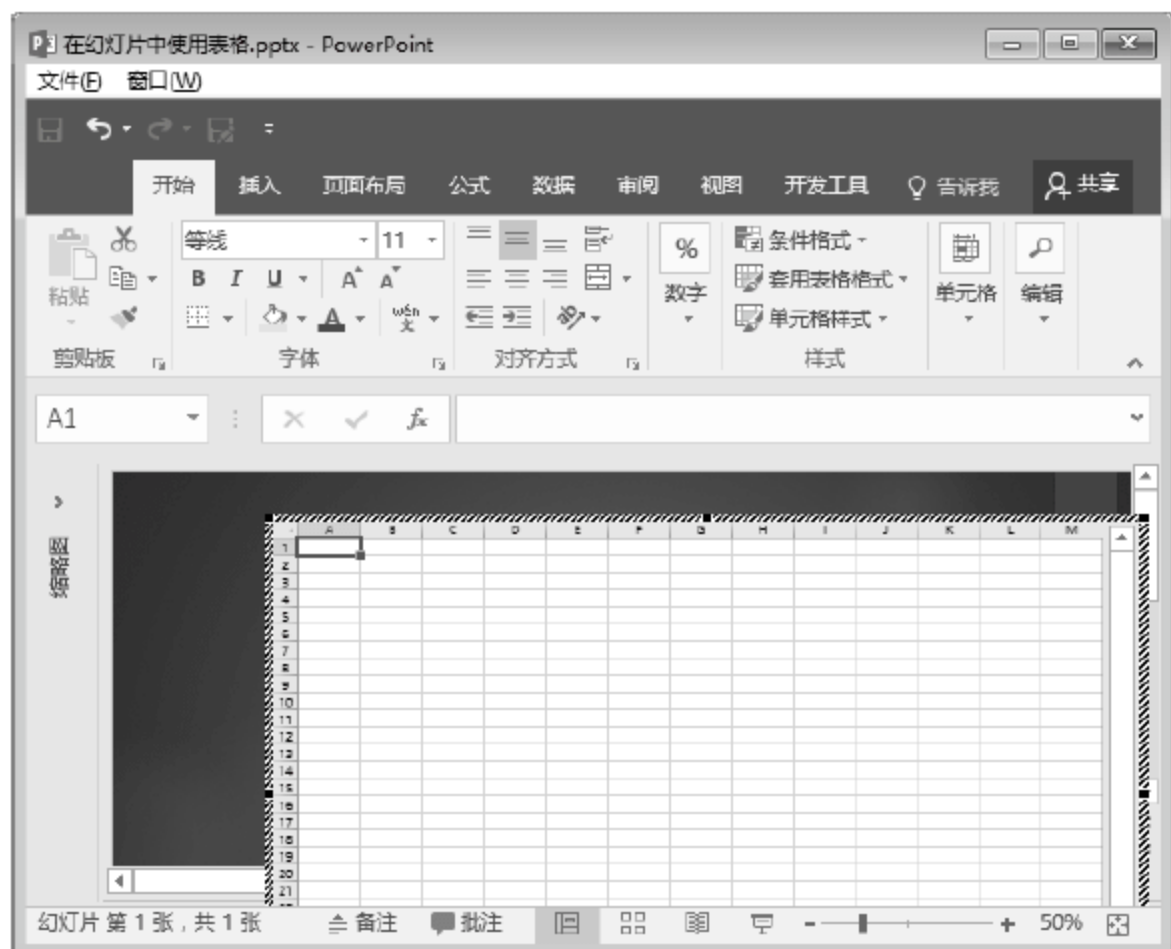 在幻灯片中使用表格.pptx - PowerPoint
文件(F) 窗口(W)
开始 插入 页面布局 公式 数据 审阅 视图 开发工具 告诉我 共享
等线 11 % 条件格式
粘贴 B I U A A 数字 套用表格格式 单元格 编辑
A wén 文 单元格样式
剪贴板 字体 对齐方式 样式
A1 fx
缩略图
A B C D E F G H I J K L M
1
2
3
4
5
6
7
8
9
10
11
12
13
14
15
16
17
18
19
20
21
幻灯片 第 1 张，共 1 张 备注 批注 - + 50%